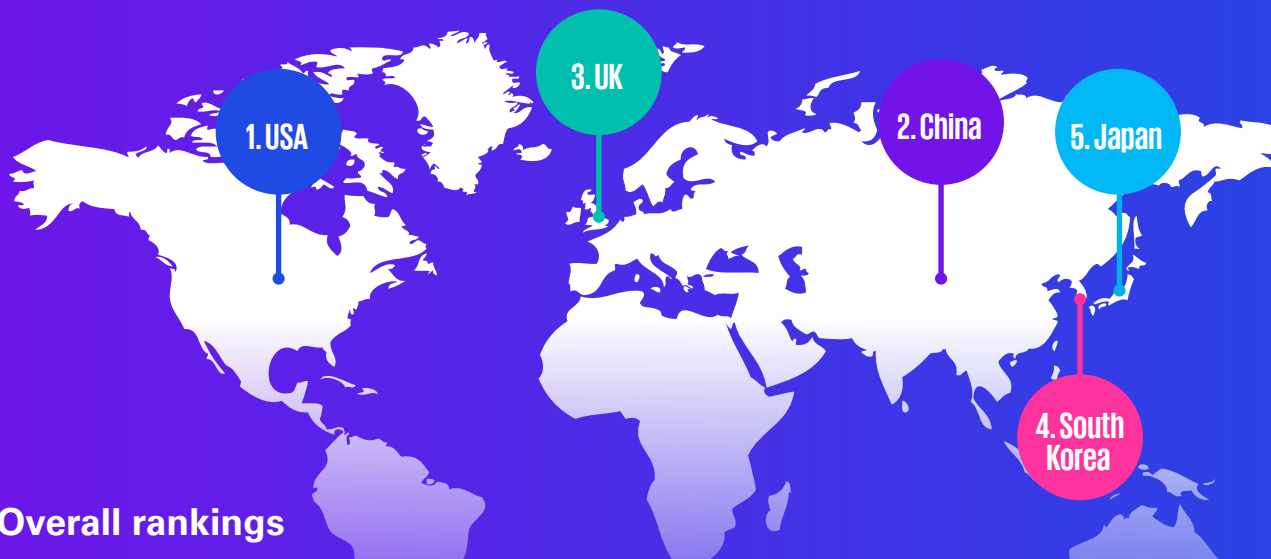 3. UK
1. USA
2. China
5. Japan
4. South
Korea
Overall rankings